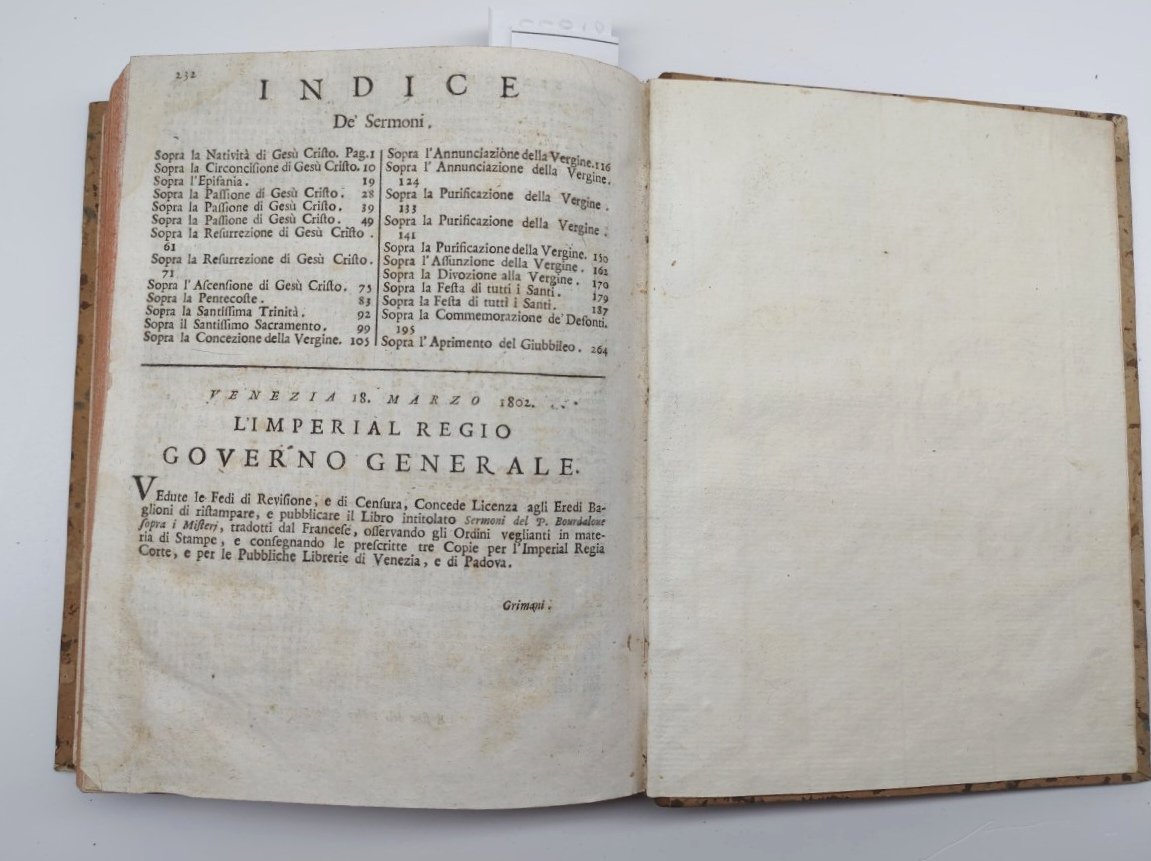 232
INDICE
De' Sermoni.
Sopra la Natività di Gesù Criſto. Pag. 1
Sopra la Circonciſione di Gesù Criſto. 10
Sopra l'Epifania. 19
Sopra la Paſſione di Gesù Criſto. 28
Sopra la Paſſione di Gesù Criſto. 39
Sopra la Paſſione di Gesù Criſto. 49
Sopra la Reſurrezione di Gesù Criſto.
61
Sopra la Reſurrezione di Gesù Criſto.
71
Sopra l'Aſcenſione di Gesù Criſto. 75
Sopra la Pentecoſte. 83
Sopra la Santiſſima Trinità. 92
Sopra il Santiſſimo Sacramento. 99
Sopra la Concezione della Vergine. 105
Sopra l'Annunciaziòne della Vergine. 116
Sopra l'Annunciazione della Vergine.
124
Sopra la Purificazione della Vergine.
133
Sopra la Purificazione della Vergine.
141
Sopra la Purificazione della Vergine. 150
Sopra l'Aſſunzione della Vergine. 162
Sopra la Divozione alla Vergine. 170
Sopra la Feſta di tutti i Santi. 179
Sopra la Feſta di tutti i Santi. 187
Sopra la Commemorazione de' Defonti.
195
Sopra l'Aprimento del Giubbileo. 264
VENEZIA 18. MARZO 1802.
L'IMPERIAL REGIO
GOVERNO GENERALE.
VEdute le Fedi di Reviſione, e di Cenſura, Concede Licenza agli Eredi Ba-
glioni di riſtampare, e pubblicare il Libro intitolato Sermoni del P. Bourdaloue
ſopra i Miſterj, tradotti dal Franceſe, oſſervando gli Ordini veglianti in mate-
ria di Stampe, e conſegnando le preſcritte tre Copie per l'Imperial Regia
Corte, e per le Pubbliche Librerie di Venezia, e di Padova.
Grimani.